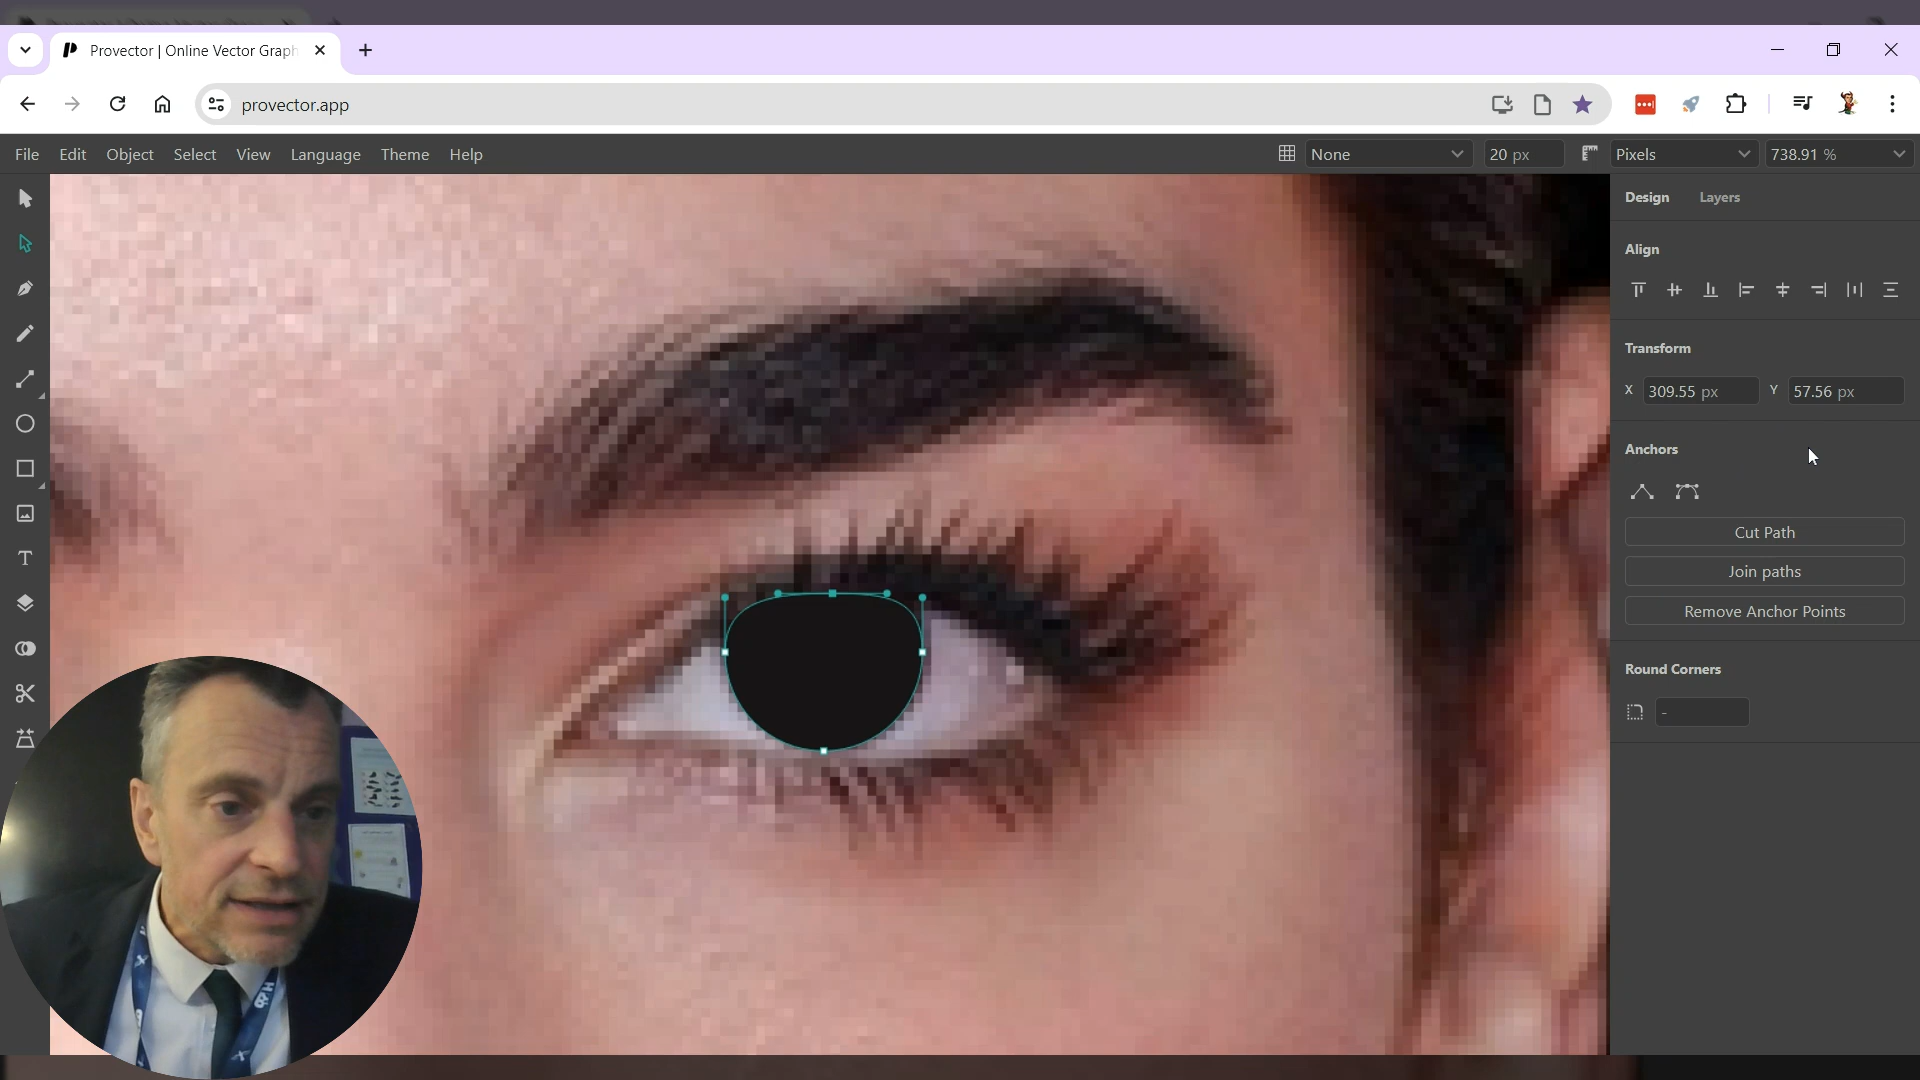 Provector | Online Vector Graph
provector.app
File Edit Object Select View Language Theme Help
None 20 px Pixels 738.91 %
Design Layers
Align
Transform
X 309.55 px Y 57.56 px
Anchors
Cut Path
Join paths
Remove Anchor Points
Round Corners
-